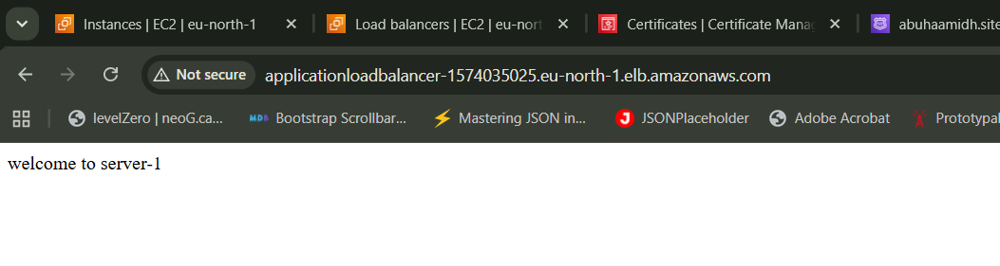 Instances | EC2 | eu-north-1
Load balancers | EC2 | eu-nort
Certificates | Certificate Mana
abuhaamidh.site
Not secure
applicationloadbalancer-1574035025.eu-north-1.elb.amazonaws.com
levelZero | neoG.ca...
MDB
Bootstrap Scrollbar...
Mastering JSON in...
J
JSONPlaceholder
Adobe Acrobat
Prototypal
welcome to server-1